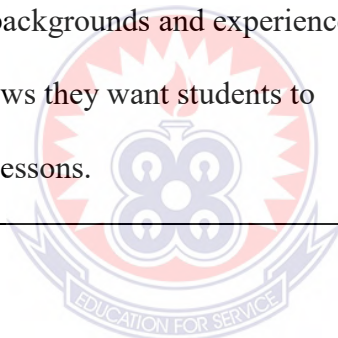 backgrounds and experience
ws they want students to
essons.
EDUCATION FOR SERVICE